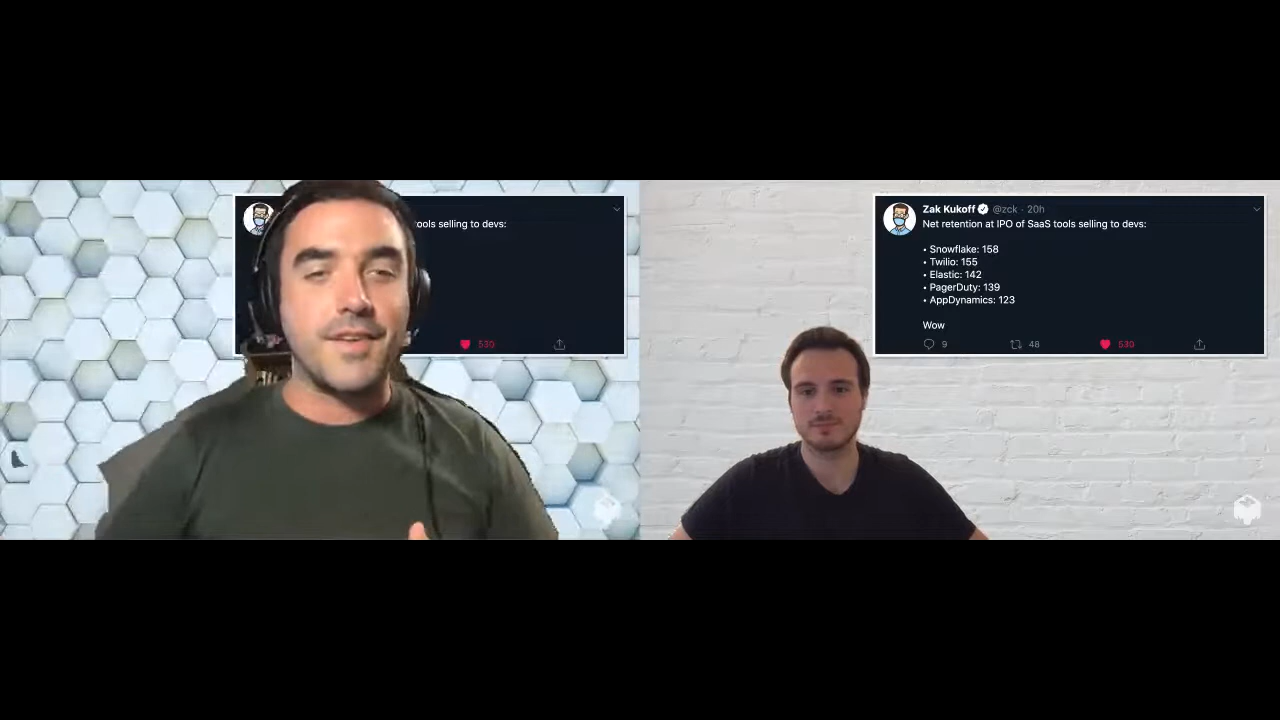 ools selling to devs:
530
Zak Kukoff @zck · 20h
Net retention at IPO of SaaS tools selling to devs:
• Snowflake: 158
• Twilio: 155
• Elastic: 142
• PagerDuty: 139
• AppDynamics: 123
Wow
9 48 530